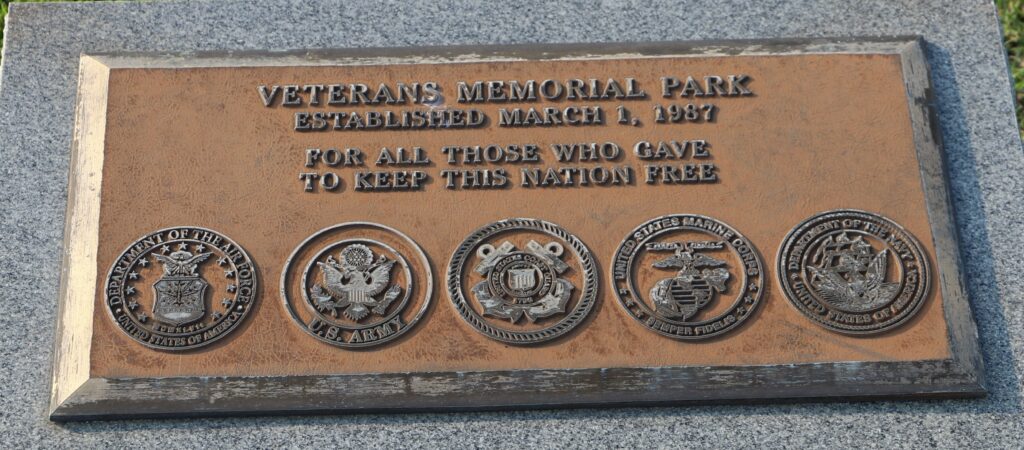 VETERANS MEMORIAL PARK
ESTABLISHED MARCH 1, 1987
FOR ALL THOSE WHO GAVE
TO KEEP THIS NATION FREE
DEPARTMENT OF THE AIR FORCE
UNITED STATES OF AMERICA
U.S. ARMY
1790
UNITED STATES MARINE CORPS
SEMPER FIDELIS
DEPARTMENT OF THE NAVY
UNITED STATES OF AMERICA